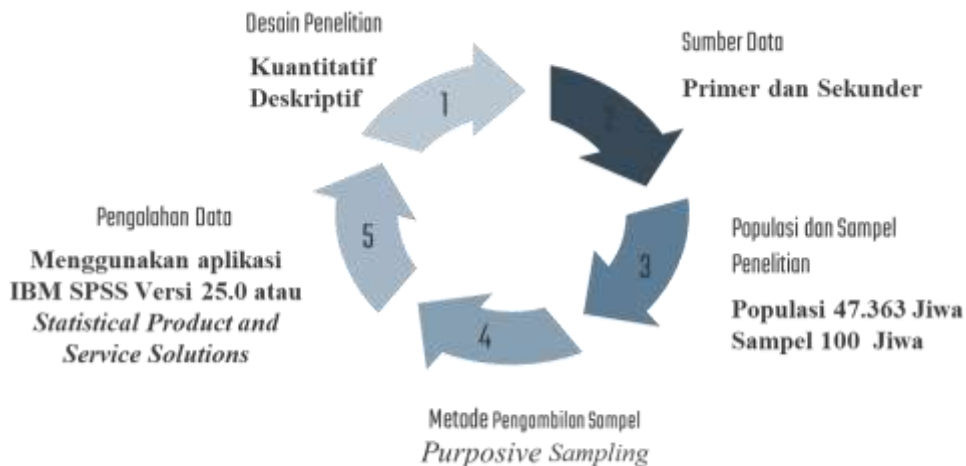 Desain Penelitian
Kuantitatif
Deskriptif
1
Sumber Data
Primer dan Sekunder
2
Populasi dan Sampel
Penelitian
Populasi 47.363 Jiwa
Sampel 100 Jiwa
3
Metade Pengambilan Sampel
Purposive Sampling
4
Pengolahan Data
Menggunakan aplikasi
IBM SPSS Versi 25.0 atau
Statistical Product and
Service Solutions
5